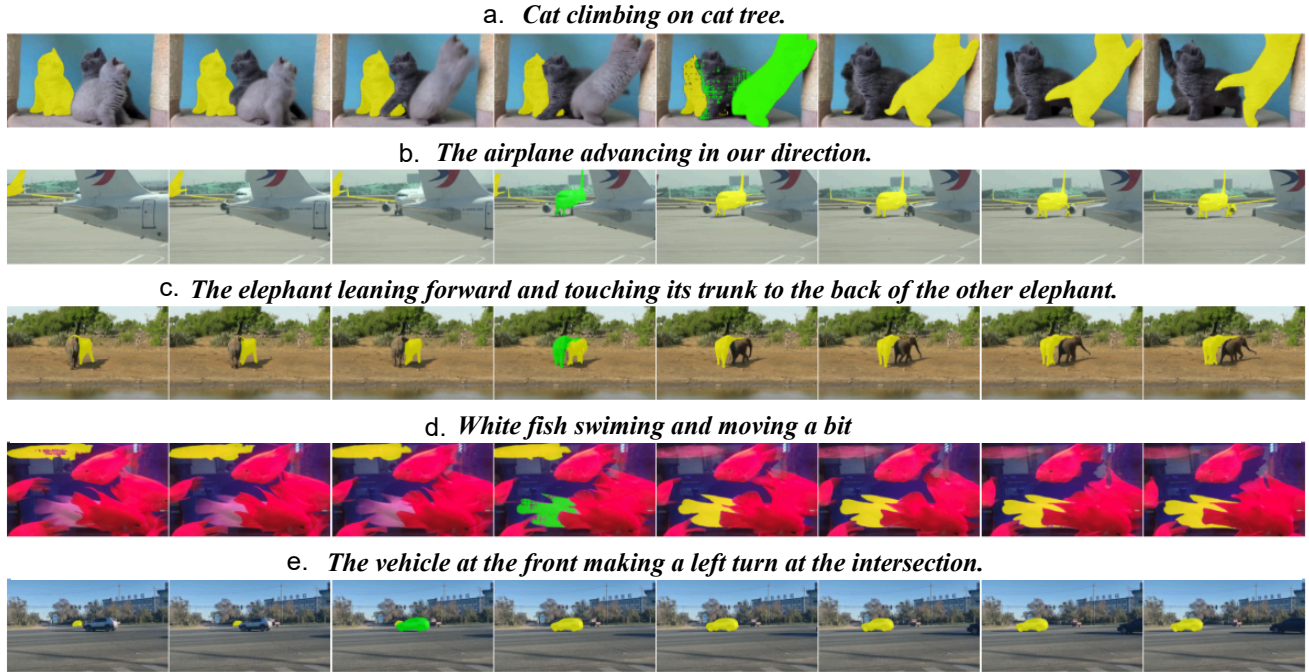 a. Cat climbing on cat tree.
b. The airplane advancing in our direction.
c. The elephant leaning forward and touching its trunk to the back of the other elephant.
d. White fish swiming and moving a bit
e. The vehicle at the front making a left turn at the intersection.